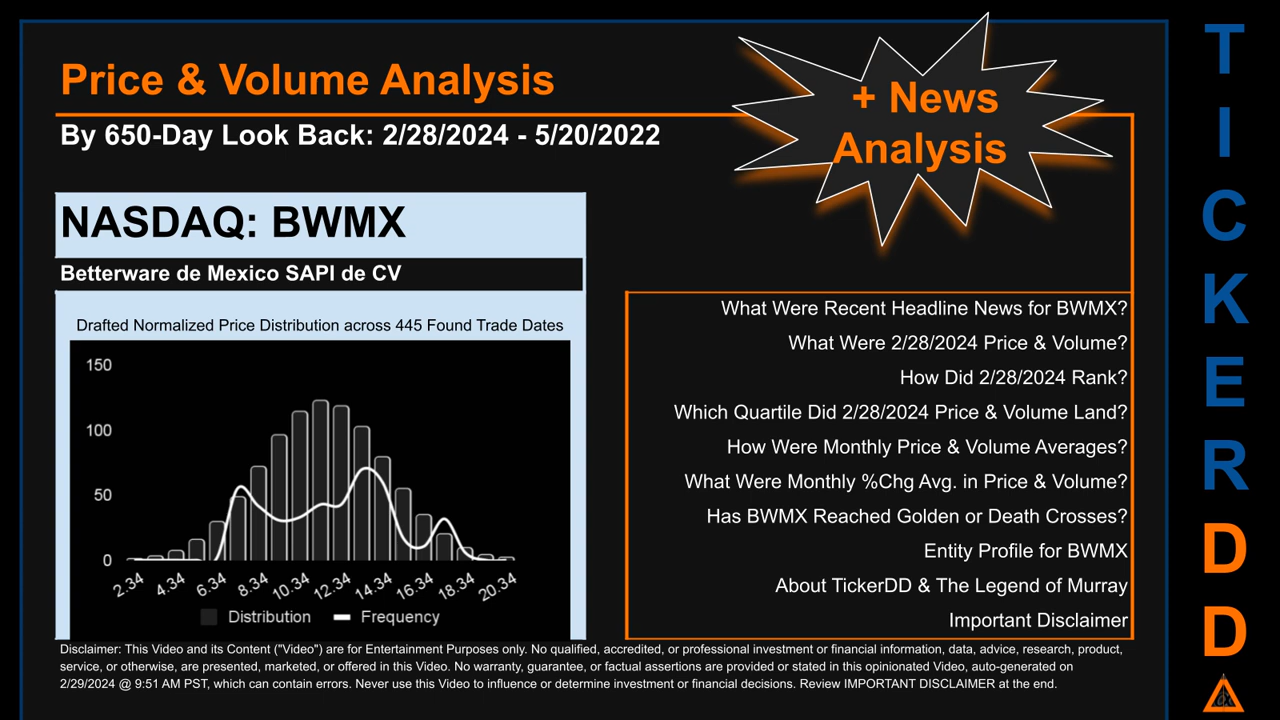 Price & Volume Analysis
+ News
Analysis
By 650-Day Look Back: 2/28/2024 - 5/20/2022
NASDAQ: BWMX
Betterware de Mexico SAPI de CV
Drafted Normalized Price Distribution across 445 Found Trade Dates
150
100
50
0
2.34 4.34 6.34 8.34 10.34 12.34 14.34 16.34 18.34 20.34
Distribution Frequency
What Were Recent Headline News for BWMX?
What Were 2/28/2024 Price & Volume?
How Did 2/28/2024 Rank?
Which Quartile Did 2/28/2024 Price & Volume Land?
How Were Monthly Price & Volume Averages?
What Were Monthly %Chg Avg. in Price & Volume?
Has BWMX Reached Golden or Death Crosses?
Entity Profile for BWMX
About TickerDD & The Legend of Murray
Important Disclaimer
Disclaimer: This Video and its Content ("Video") are for Entertainment Purposes only. No qualified, accredited, or professional investment or financial information, data, advice, research, product,
service, or otherwise, are presented, marketed, or offered in this Video. No warranty, guarantee, or factual assertions are provided or stated in this opinionated Video, auto-generated on
2/29/2024 @ 9:51 AM PST, which can contain errors. Never use this Video to influence or determine investment or financial decisions. Review IMPORTANT DISCLAIMER at the end.
T
I
C
K
E
R
D
D